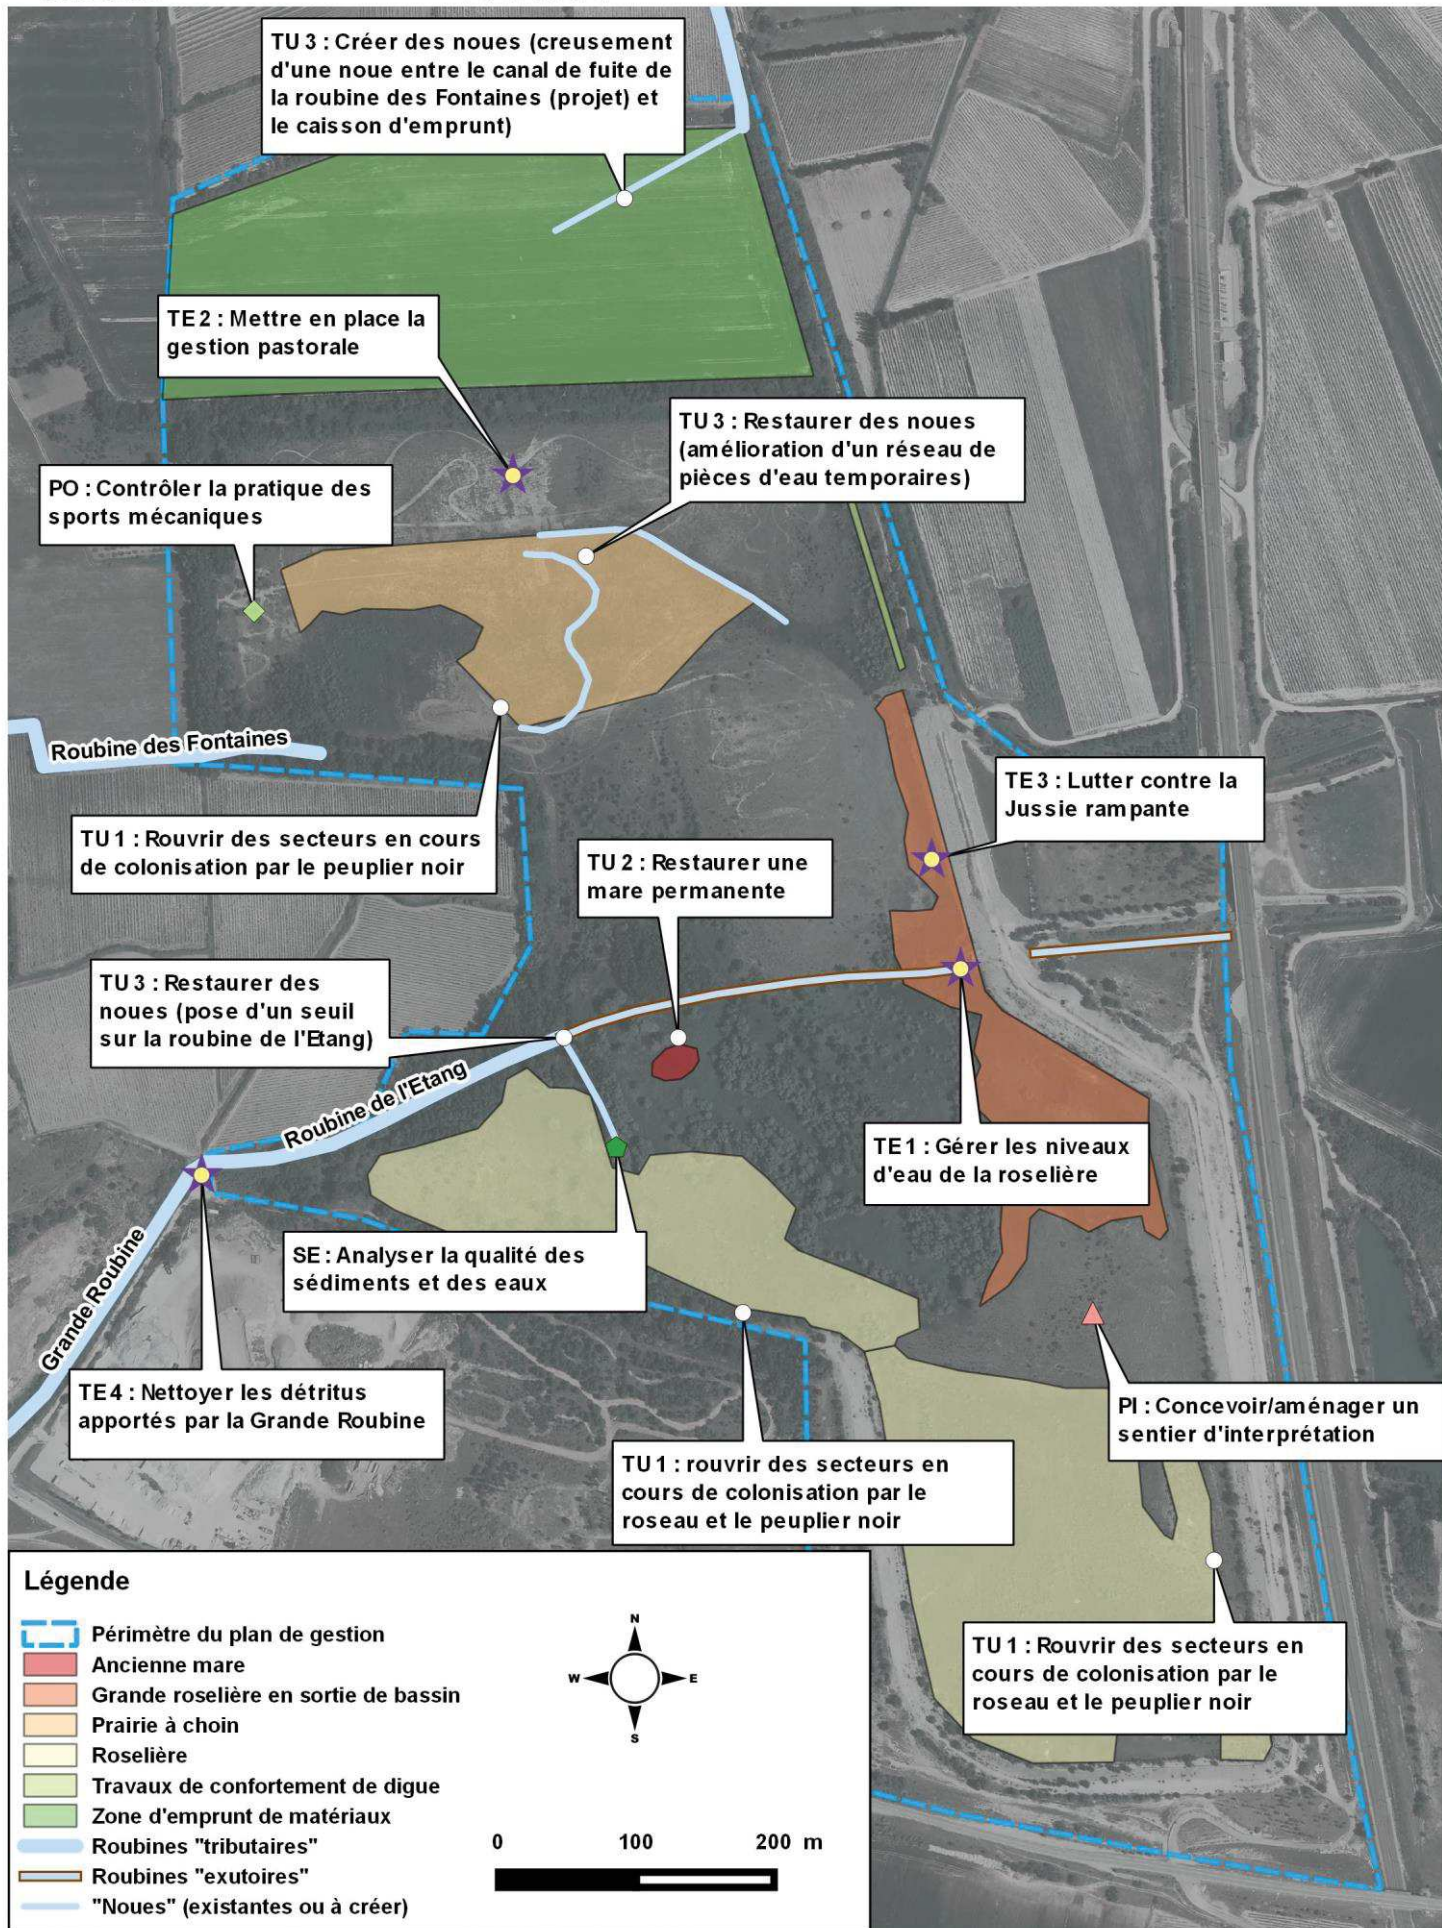 TU 3 : Créer des noues (creusement
d'une noue entre le canal de fuite de
la roubine des Fontaines (projet) et
le caisson d'emprunt)
TE 2 : Mettre en place la
gestion pastorale
TU 3 : Restaurer des noues
(amélioration d'un réseau de
pièces d'eau temporaires)
PO : Contrôler la pratique des
sports mécaniques
Roubine des Fontaines
TE 3 : Lutter contre la
Jussie rampante
TU 1 : Rouvrir des secteurs en cours
de colonisation par le peuplier noir
TU 2 : Restaurer une
mare permanente
TU 3 : Restaurer des
noues (pose d'un seuil
sur la roubine de l'Etang)
Roubine de l'Etang
TE 1 : Gérer les niveaux
d'eau de la roselière
SE : Analyser la qualité des
sédiments et des eaux
Grande Roubine
TE 4 : Nettoyer les détritus
apportés par la Grande Roubine
PI : Concevoir/aménager un
sentier d'interprétation
TU 1 : rouvrir des secteurs en
cours de colonisation par le
roseau et le peuplier noir
TU 1 : Rouvrir des secteurs en
cours de colonisation par le
roseau et le peuplier noir
Légende
Périmètre du plan de gestion
Ancienne mare
Grande roselière en sortie de bassin
Prairie à choin
Roselière
Travaux de confortement de digue
Zone d'emprunt de matériaux
Roubines "tributaires"
Roubines "exutoires"
"Noues" (existantes ou à créer)
N
W E
S
0 100 200 m